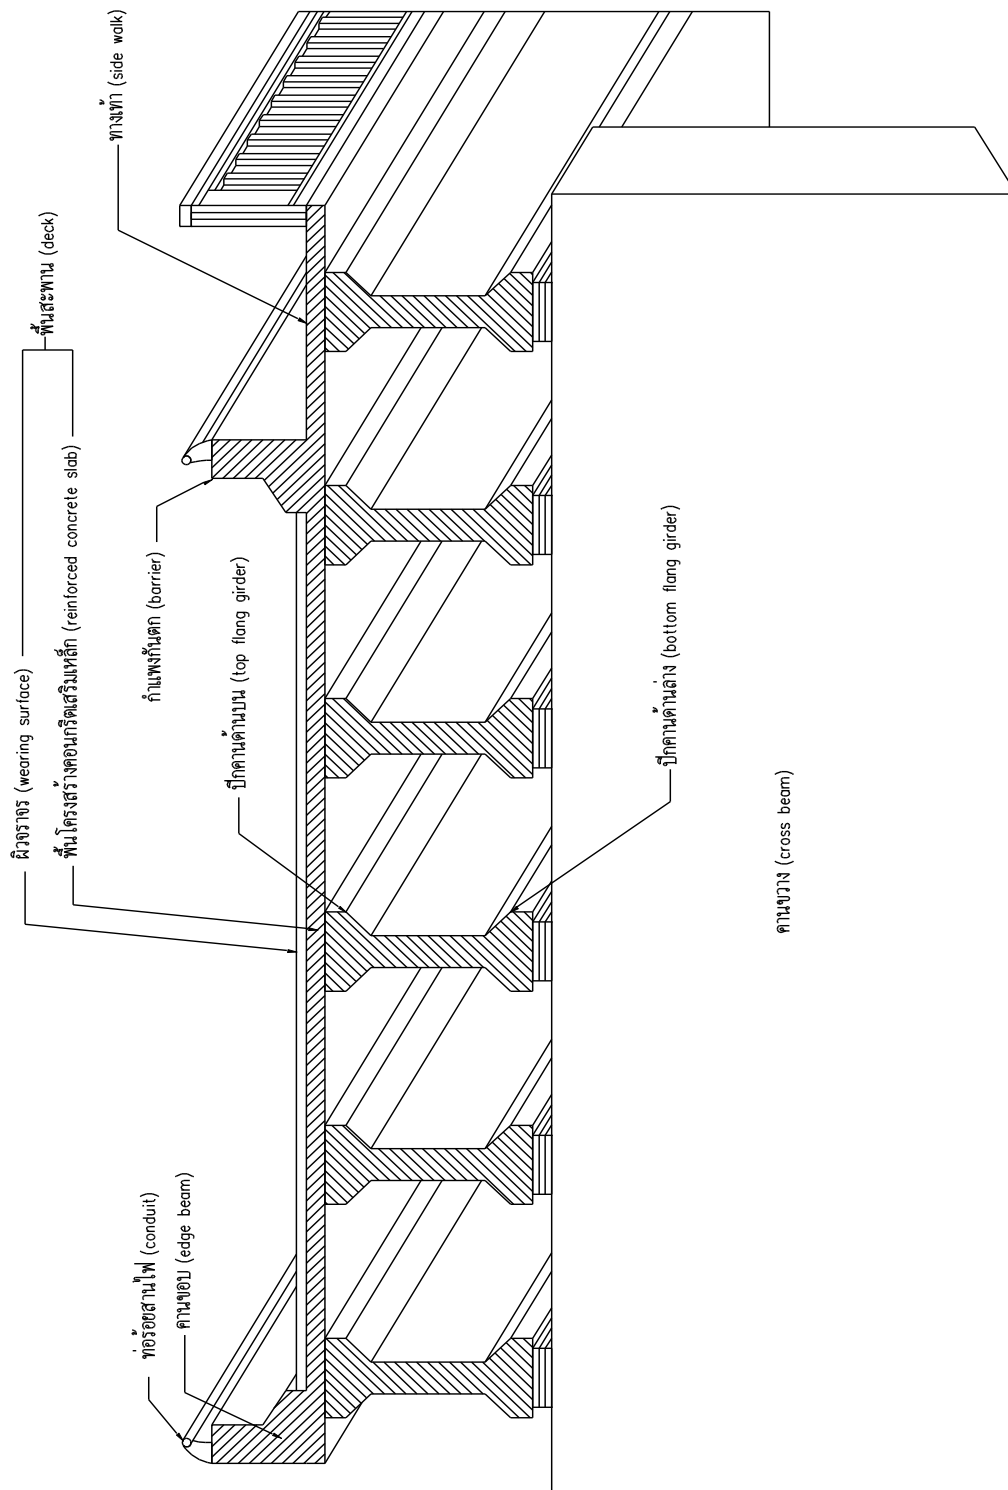 ผิวจราจร (wearing surface)
พื้นสะพาน (deck)
พื้นโครงสร้างคอนกรีตเสริมเหล็ก (reinforced concrete slab)
ทางเท้า (side walk)
ท่อร้อยสานไฟ (conduit)
กำแพงกันตก (barrier)
คานขอบ (edge beam)
ปีกคานด้านบน (top flang girder)
ปีกคานด้านล่าง (bottom flang girder)
คานขวาง (cross beam)